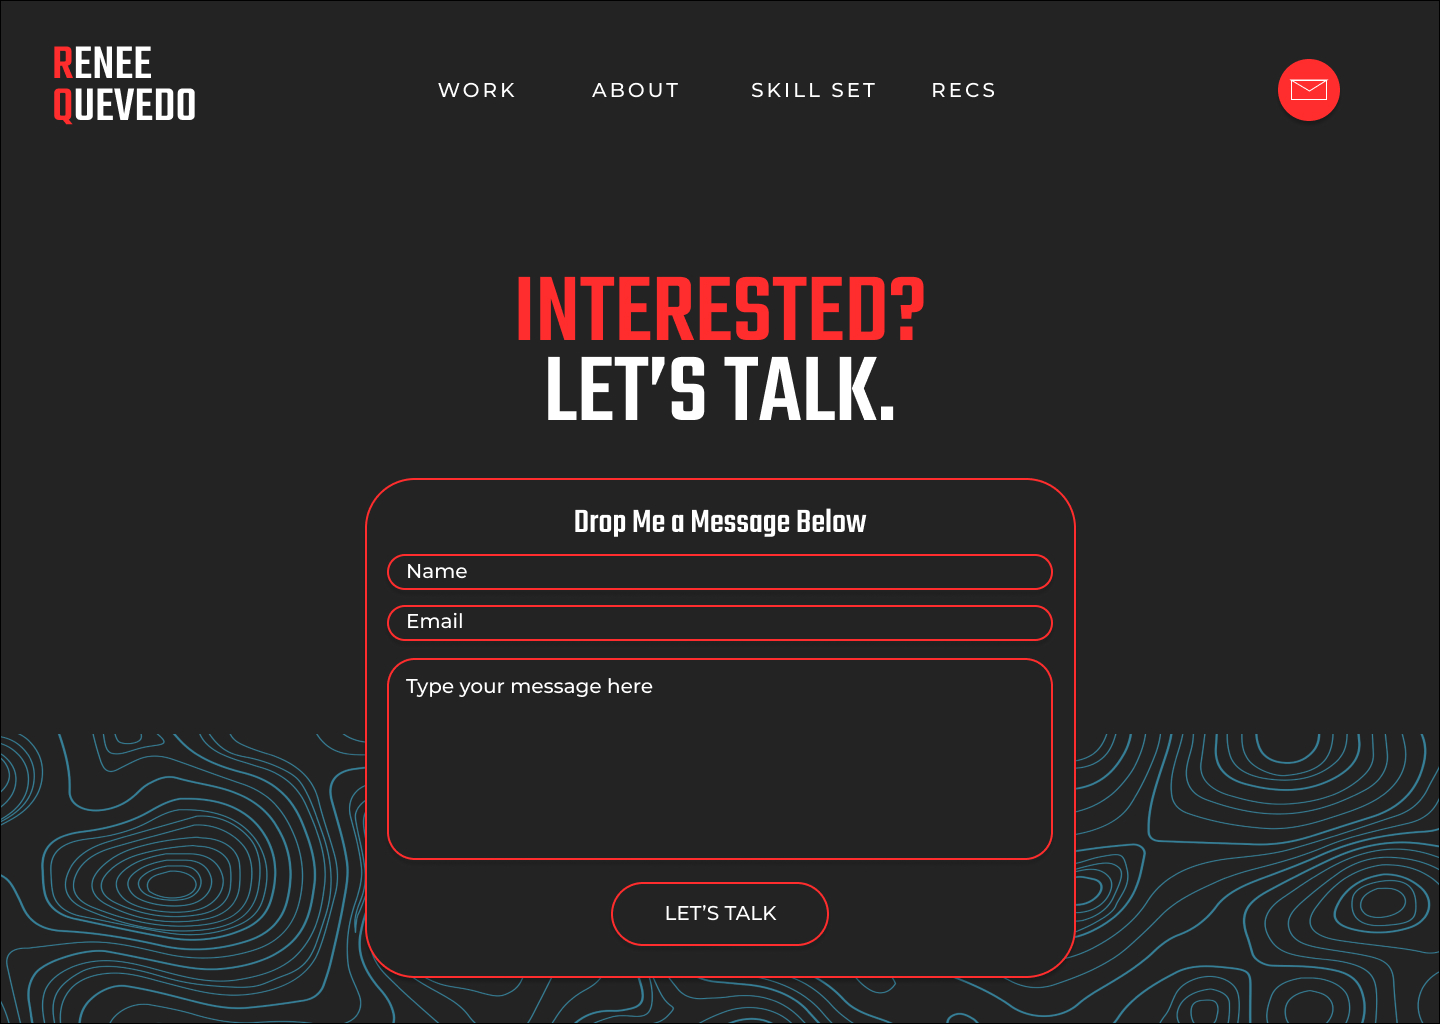 RENEE
QUEVEDO
WORK ABOUT SKILL SET RECS
INTERESTED?
LET’S TALK.
Drop Me a Message Below
Name
Email
Type your message here
LET’S TALK